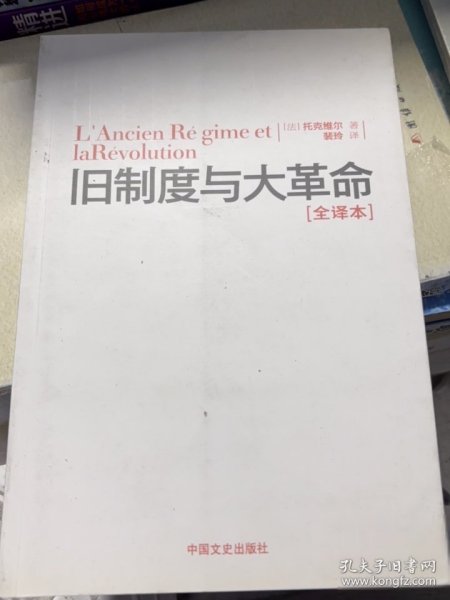 L'Ancien Ré gime et
laRévolution
[法] 托克维尔 著
裴玲 译
旧制度与大革命
[全译本]
中国文史出版社
孔夫子旧书网
www.kongfz.com